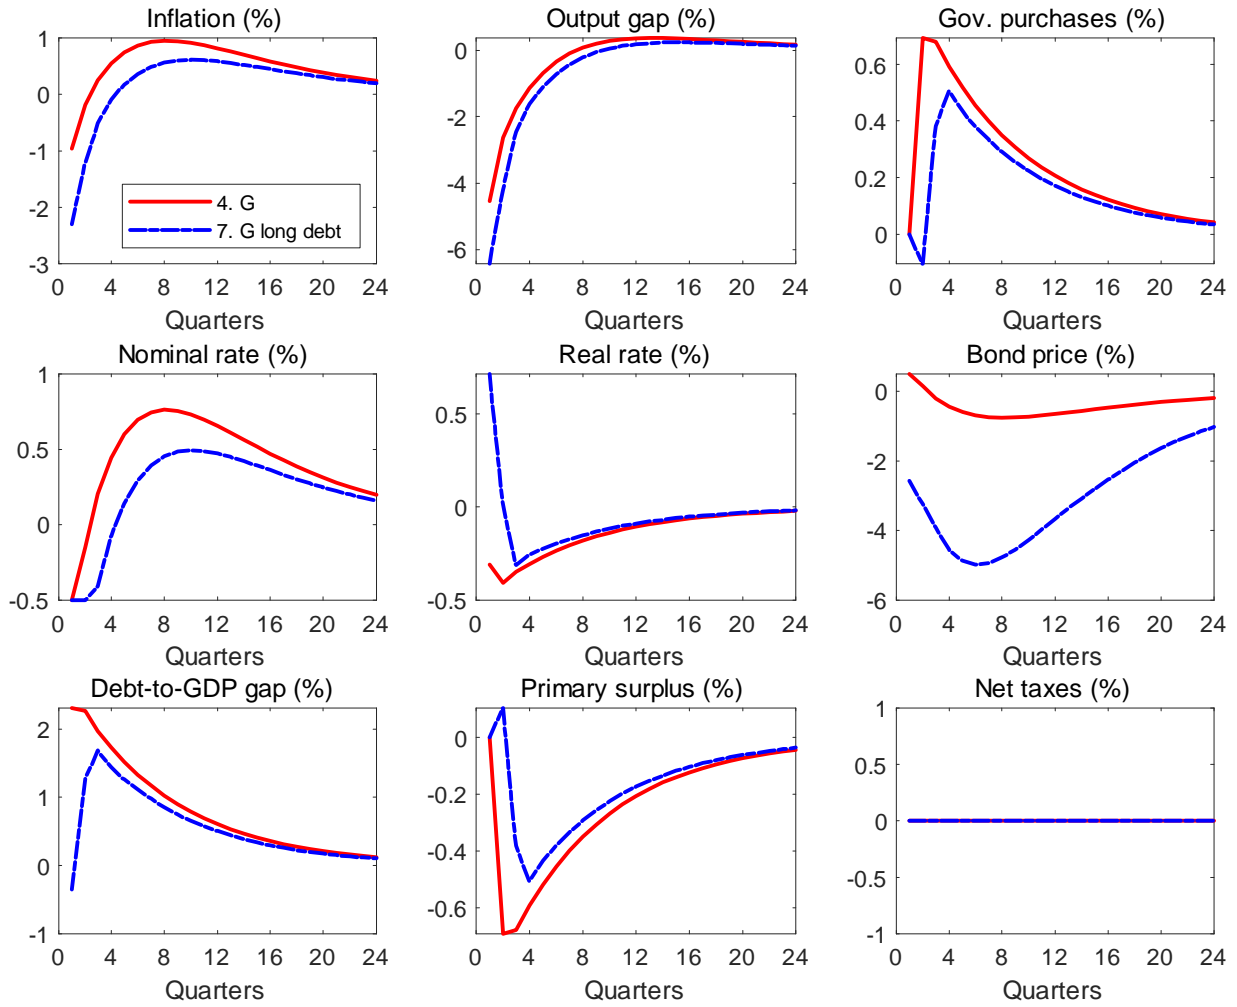 Inflation (%)
1
0
-1
-2
-3
4. G
7. G long debt
0 4 8 12 16 20 24
Quarters
Output gap (%)
0
-2
-4
-6
0 4 8 12 16 20 24
Quarters
Gov. purchases (%)
0.6
0.4
0.2
0
0 4 8 12 16 20 24
Quarters
Nominal rate (%)
1
0.5
0
-0.5
0 4 8 12 16 20 24
Quarters
Real rate (%)
0.5
0
-0.5
0 4 8 12 16 20 24
Quarters
Bond price (%)
0
-2
-4
-6
0 4 8 12 16 20 24
Quarters
Debt-to-GDP gap (%)
2
1
0
-1
0 4 8 12 16 20 24
Quarters
Primary surplus (%)
0
-0.2
-0.4
-0.6
0 4 8 12 16 20 24
Quarters
Net taxes (%)
1
0.5
0
-0.5
-1
0 4 8 12 16 20 24
Quarters